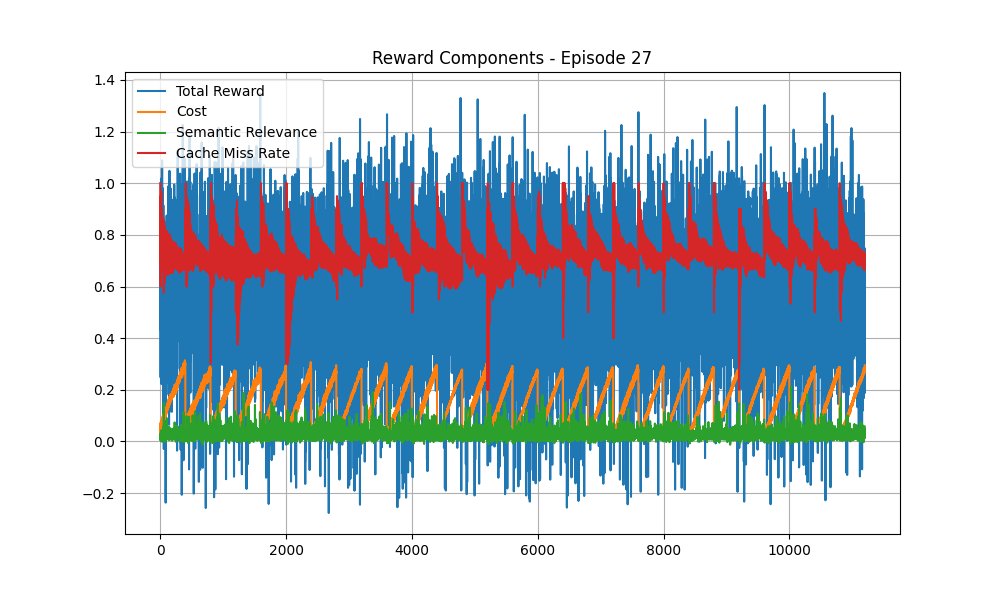 Reward Components - Episode 27
1.4
1.2
1.0
0.8
0.6
0.4
0.2
0.0
−0.2
Total Reward
Cost
Semantic Relevance
Cache Miss Rate
0 2000 4000 6000 8000 10000